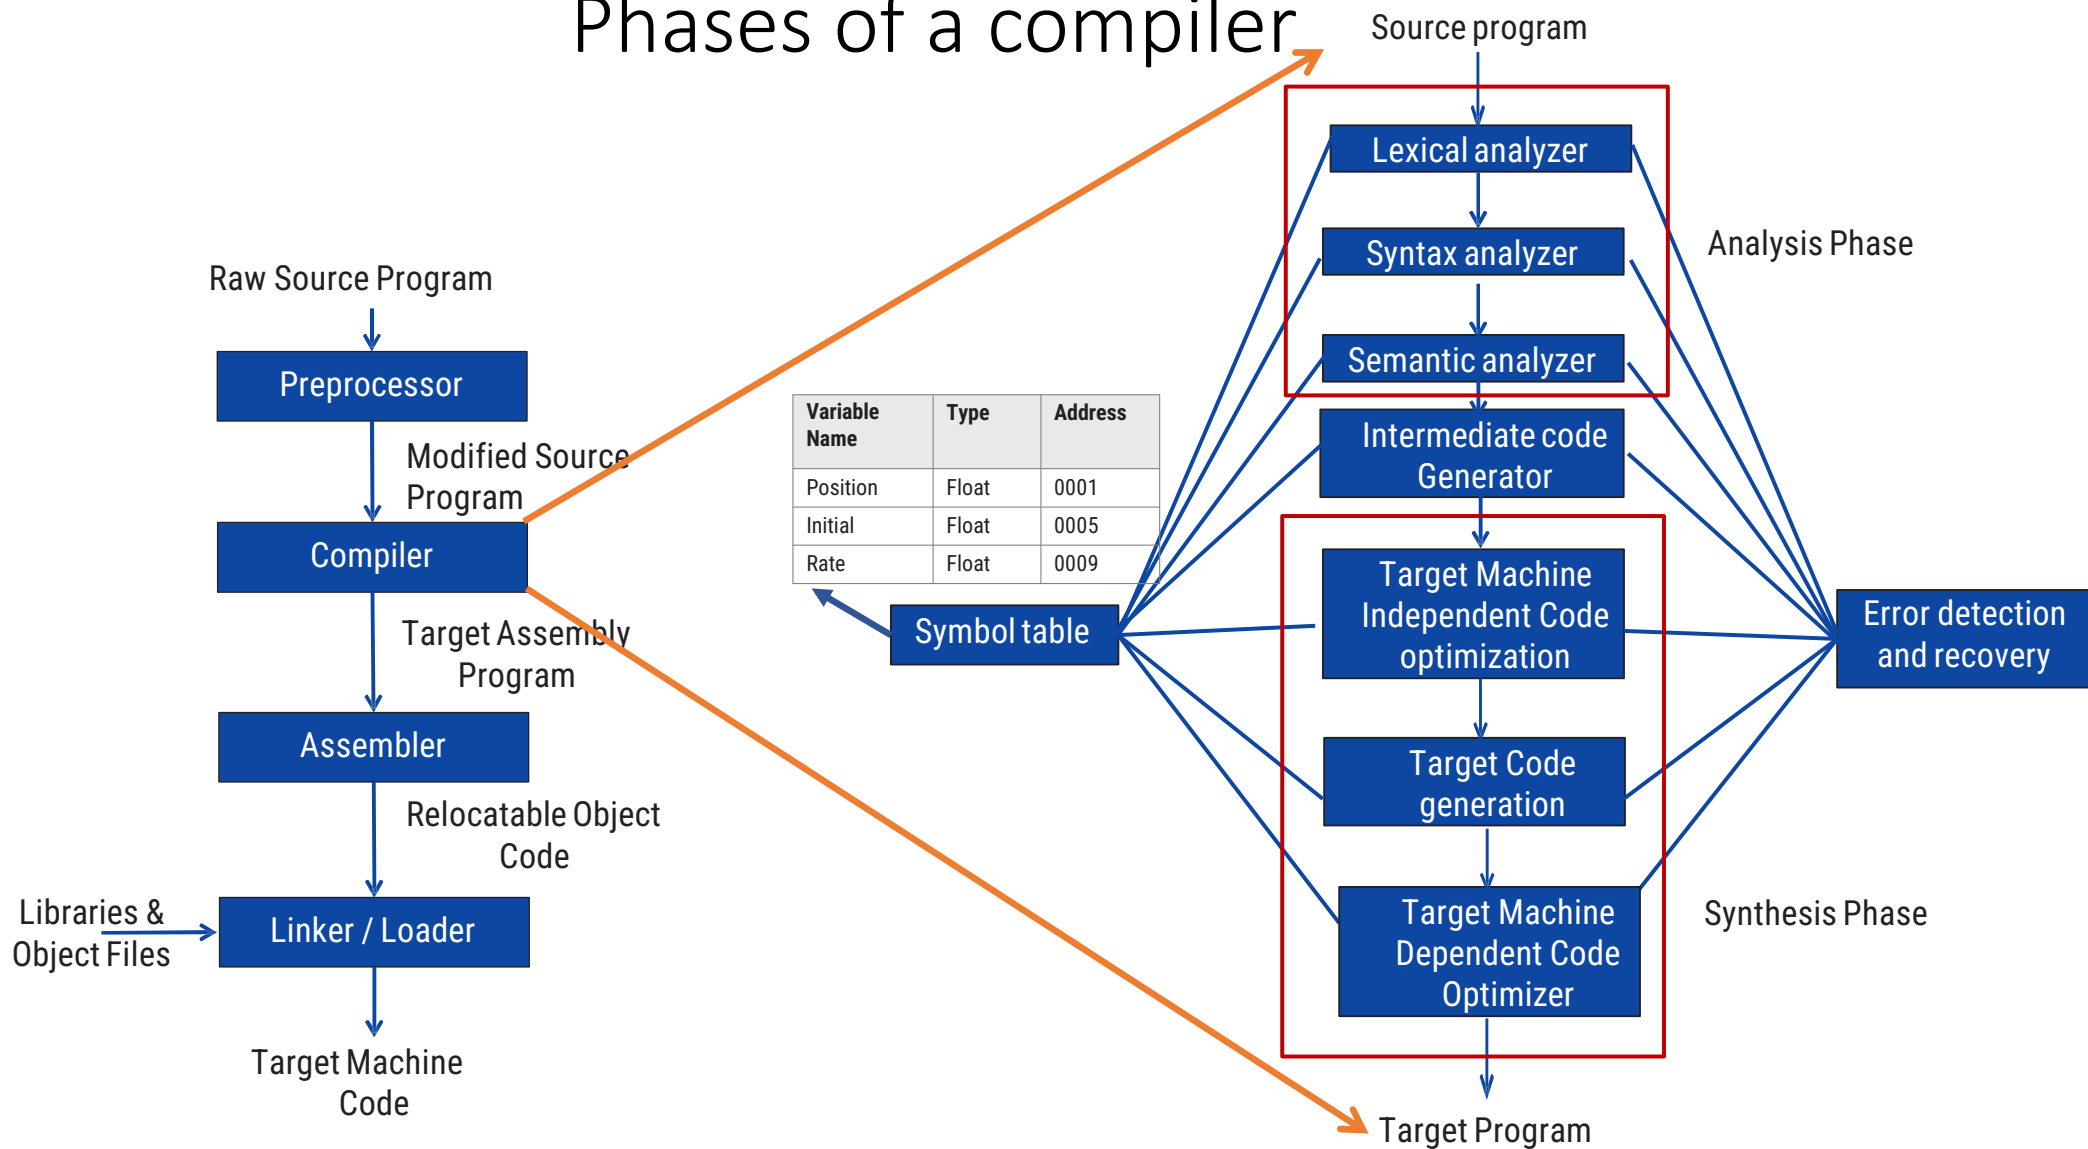 Phases of a compiler
Raw Source Program
Preprocessor
Modified Source
Program
Compiler
Target Assembly
Program
Assembler
Relocatable Object
Code
Libraries &
Object Files
Linker / Loader
Target Machine
Code
Variable Name Type Address
Position Float 0001
Initial Float 0005
Rate Float 0009
Symbol table
Source program
Lexical analyzer
Syntax analyzer
Semantic analyzer
Intermediate code
Generator
Target Machine
Independent Code
optimization
Target Code
generation
Target Machine
Dependent Code
Optimizer
Target Program
Analysis Phase
Error detection
and recovery
Synthesis Phase